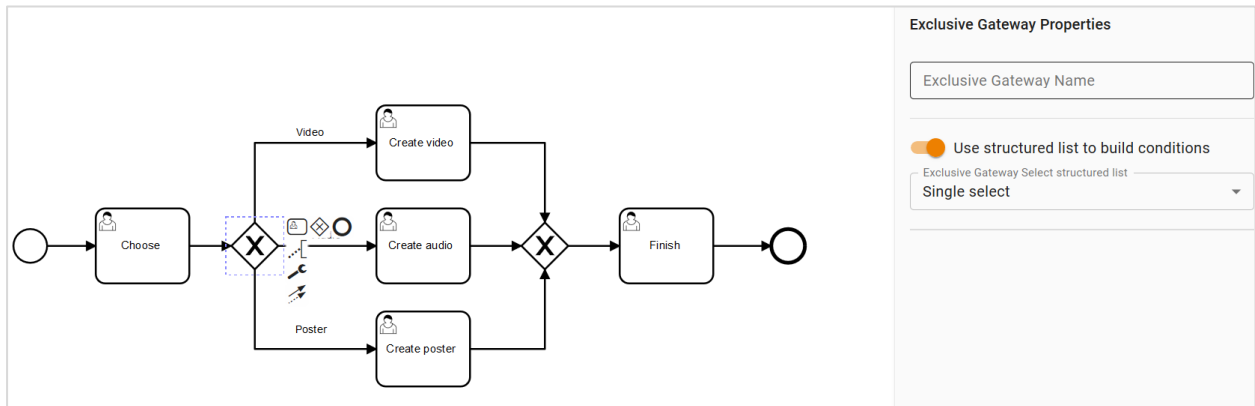 Exclusive Gateway Properties
Exclusive Gateway Name
Use structured list to build conditions
Exclusive Gateway Select structured list
Single select
Video
Create video
Choose
Create audio
Finish
Poster
Create poster